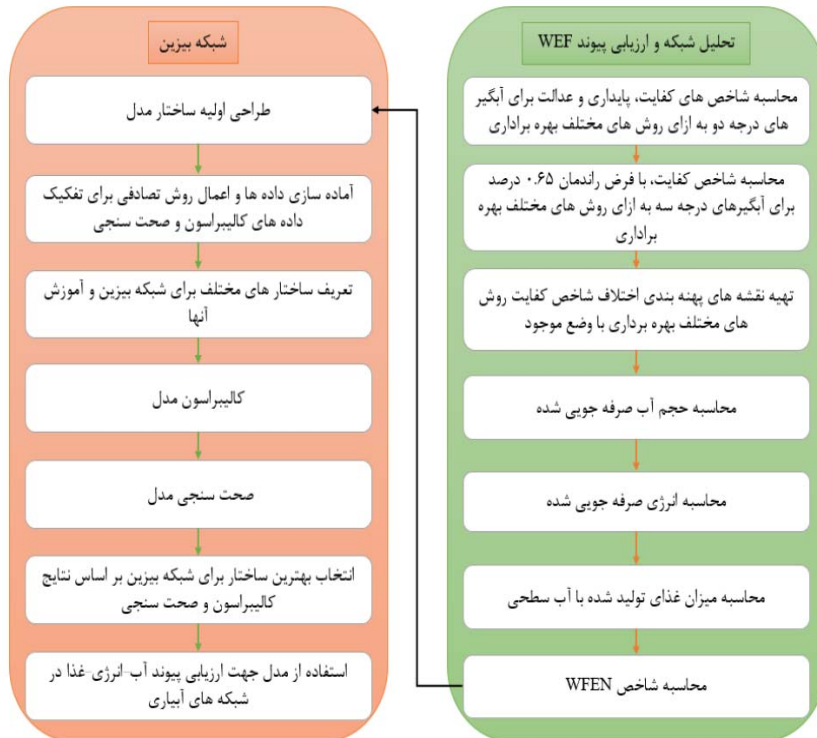 تحلیل شبکه و ارزیابی پیوند WEF
محاسبه شاخص های کفایت، پایداری و عدالت برای آبگیر
های درجه دو به ازای روش های مختلف بهره براداری
محاسبه شاخص کفایت، با فرض راندمان ۰.۶۵ درصد
برای آبگیرهای درجه سه به ازای روش های مختلف بهره
براداری
تهیه نقشه های پهنه بندی اختلاف شاخص کفایت روش
های مختلف بهره برداری با وضع موجود
محاسبه حجم آب صرفه جویی شده
محاسبه انرژی صرفه جویی شده
محاسبه میزان غذای تولید شده با آب سطحی
محاسبه شاخص WFEN
شبکه بیزین
طراحی اولیه ساختار مدل
آماده سازی داده ها و اعمال روش تصادفی برای تفکیک
داده های کالیبراسون و صحت سنجی
تعریف ساختار های مختلف برای شبکه بیزین و آموزش
آنها
کالیبراسون مدل
صحت سنجی مدل
انتخاب بهترین ساختار برای شبکه بیزین بر اساس نتایج
کالیبراسون و صحت سنجی
استفاده از مدل جهت ارزیابی پیوند آب-انرژی-غذا در
شبکه های آبیاری